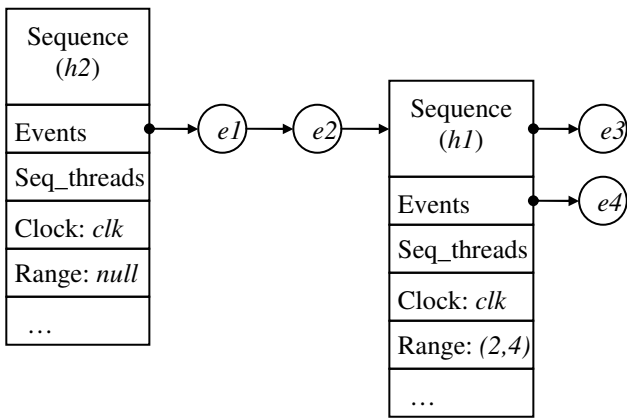 Sequence
(h2)
Events
Seq_threads
Clock: clk
Range: null
…
e1
e2
Sequence
(h1)
Events
Seq_threads
Clock: clk
Range: (2,4)
…
e3
e4